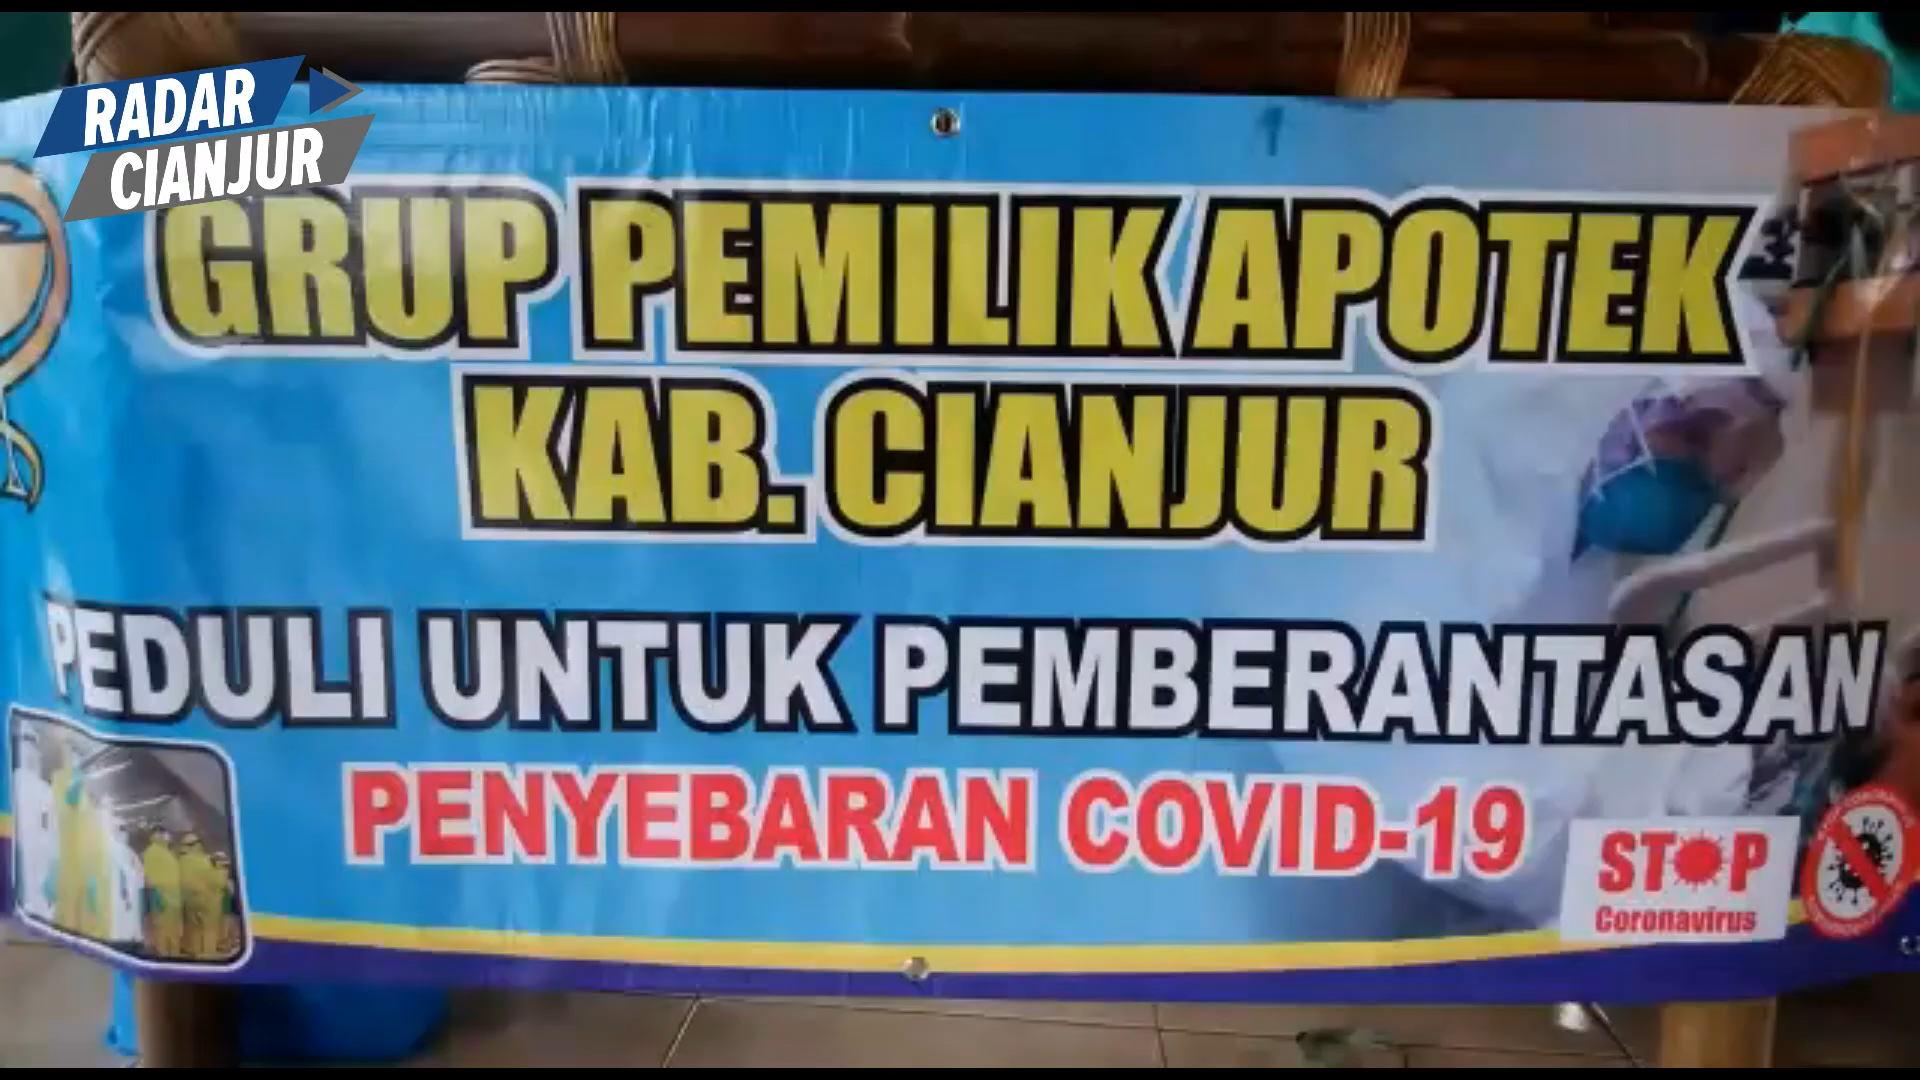 RADAR
CIANJUR
GRUP PEMILIK APOTEK
KAB. CIANJUR
PEDULI UNTUK PEMBERANTASAN
PENYEBARAN COVID-19
STOP
Coronavirus